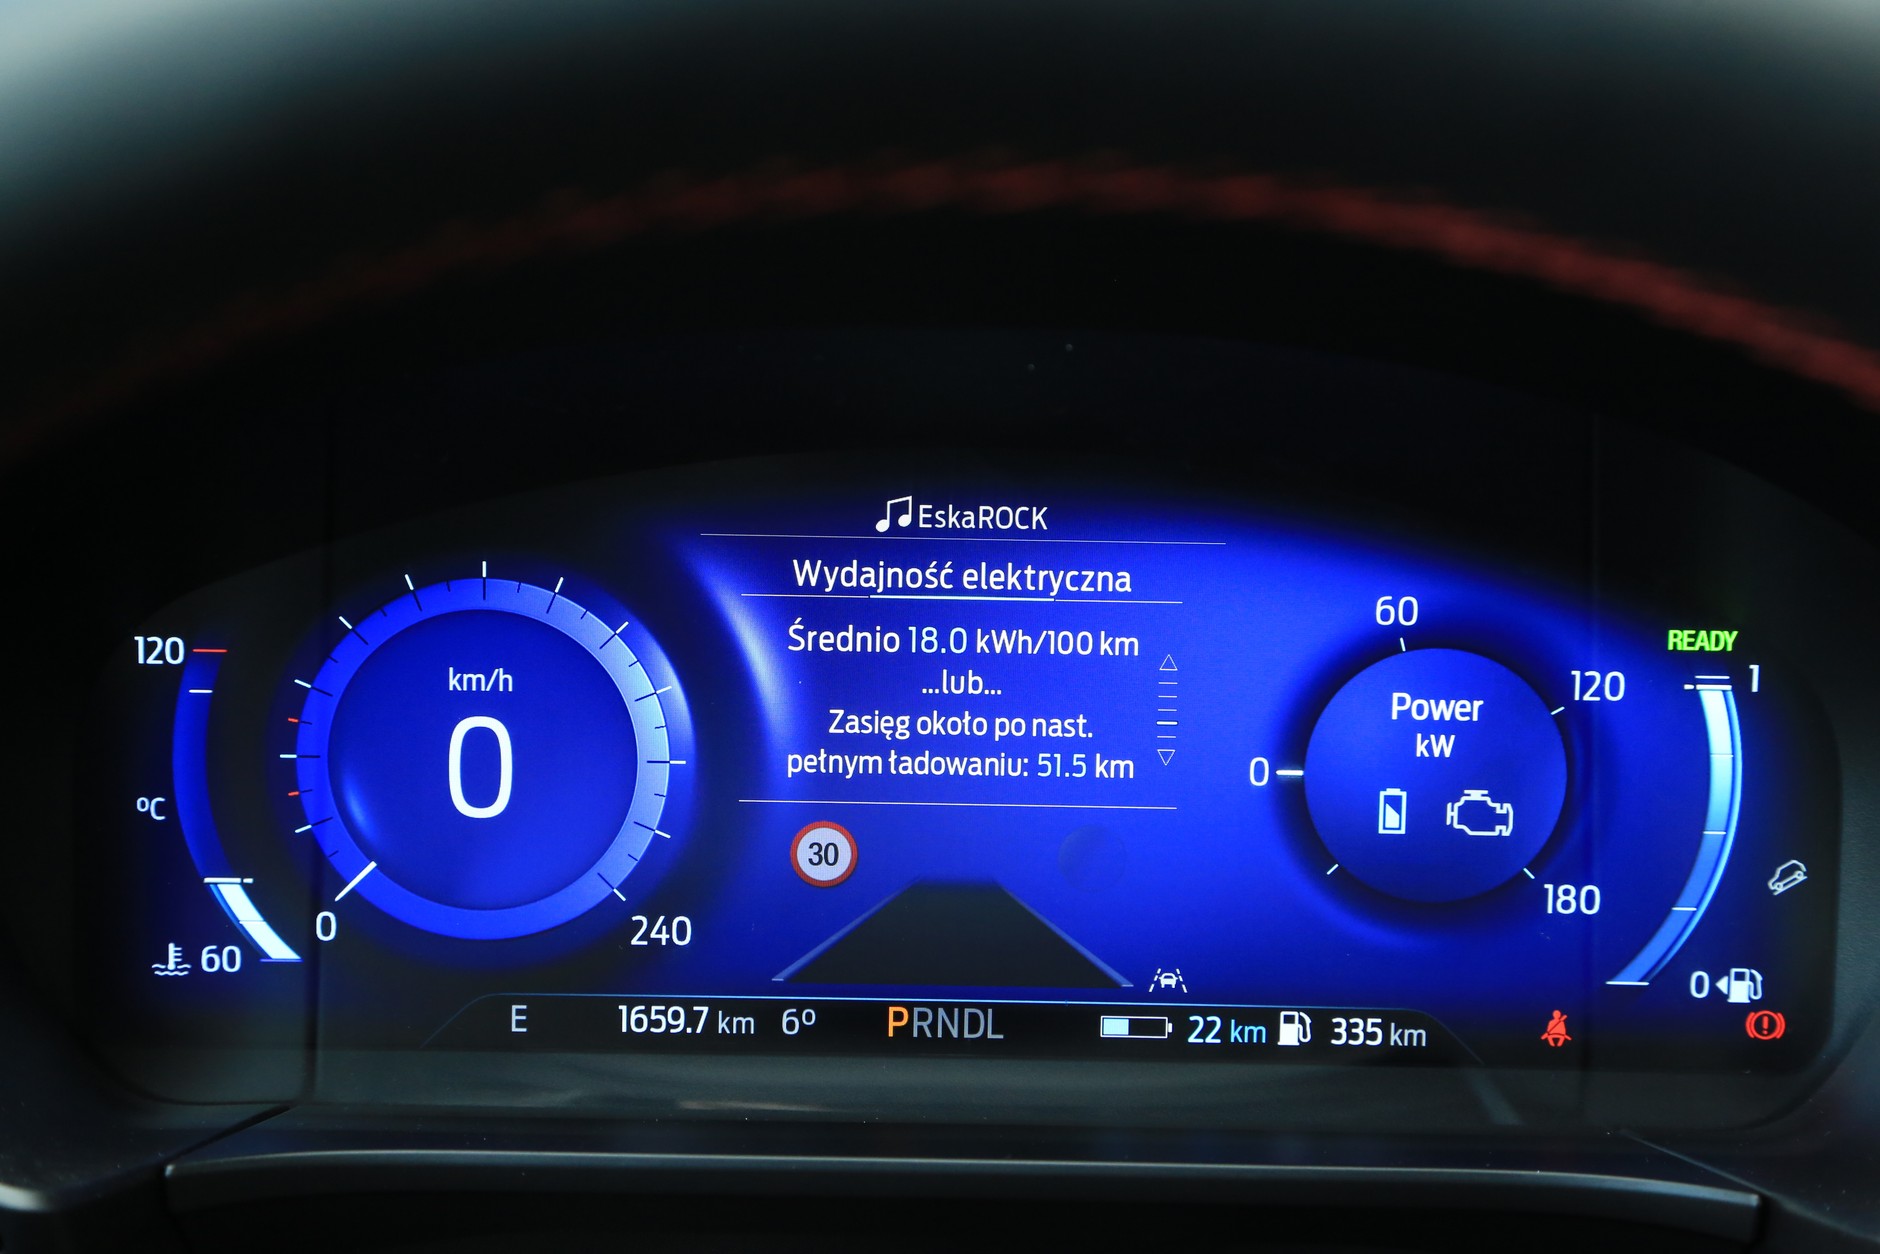 EskaROCK
Wydajność elektryczna
Średnio 18.0 kWh/100 km
...lub...
Zasięg około po nast.
pełnym ładowaniu: 51.5 km
120
°C
60
km/h
0
0
240
30
60
120
0
180
Power
kW
READY
1
0
E 1659.7 km 6° PRNDL 22 km 335 km